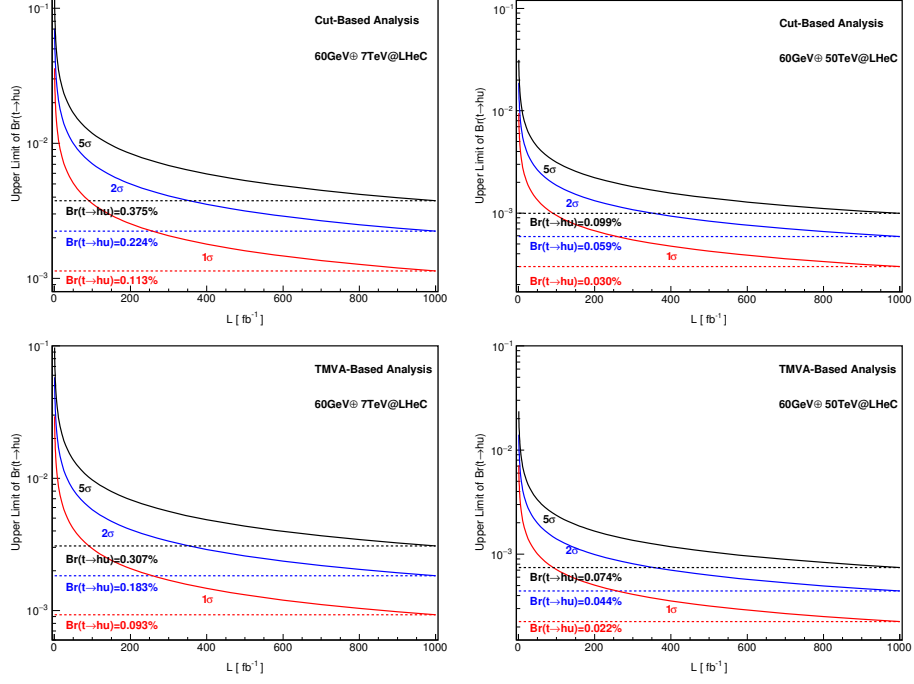 Cut-Based Analysis
60GeV⊕ 7TeV@LHeC
Upper Limit of Br(t→hu)
10⁻¹
10⁻²
10⁻³
5σ
2σ
1σ
Br(t→hu)=0.375%
Br(t→hu)=0.224%
Br(t→hu)=0.113%
0 200 400 600 800 1000
L [ fb⁻¹]
Cut-Based Analysis
60GeV⊕ 50TeV@LHeC
Upper Limit of Br(t→hu)
10⁻¹
10⁻²
10⁻³
5σ
2σ
1σ
Br(t→hu)=0.099%
Br(t→hu)=0.059%
Br(t→hu)=0.030%
0 200 400 600 800 1000
L [ fb⁻¹]
TMVA-Based Analysis
60GeV⊕ 7TeV@LHeC
Upper Limit of Br(t→hu)
10⁻¹
10⁻²
10⁻³
5σ
2σ
1σ
Br(t→hu)=0.307%
Br(t→hu)=0.183%
Br(t→hu)=0.093%
0 200 400 600 800 1000
L [ fb⁻¹]
TMVA-Based Analysis
60GeV⊕ 50TeV@LHeC
Upper Limit of Br(t→hu)
10⁻¹
10⁻²
10⁻³
5σ
2σ
1σ
Br(t→hu)=0.074%
Br(t→hu)=0.044%
Br(t→hu)=0.022%
0 200 400 600 800 1000
L [ fb⁻¹]